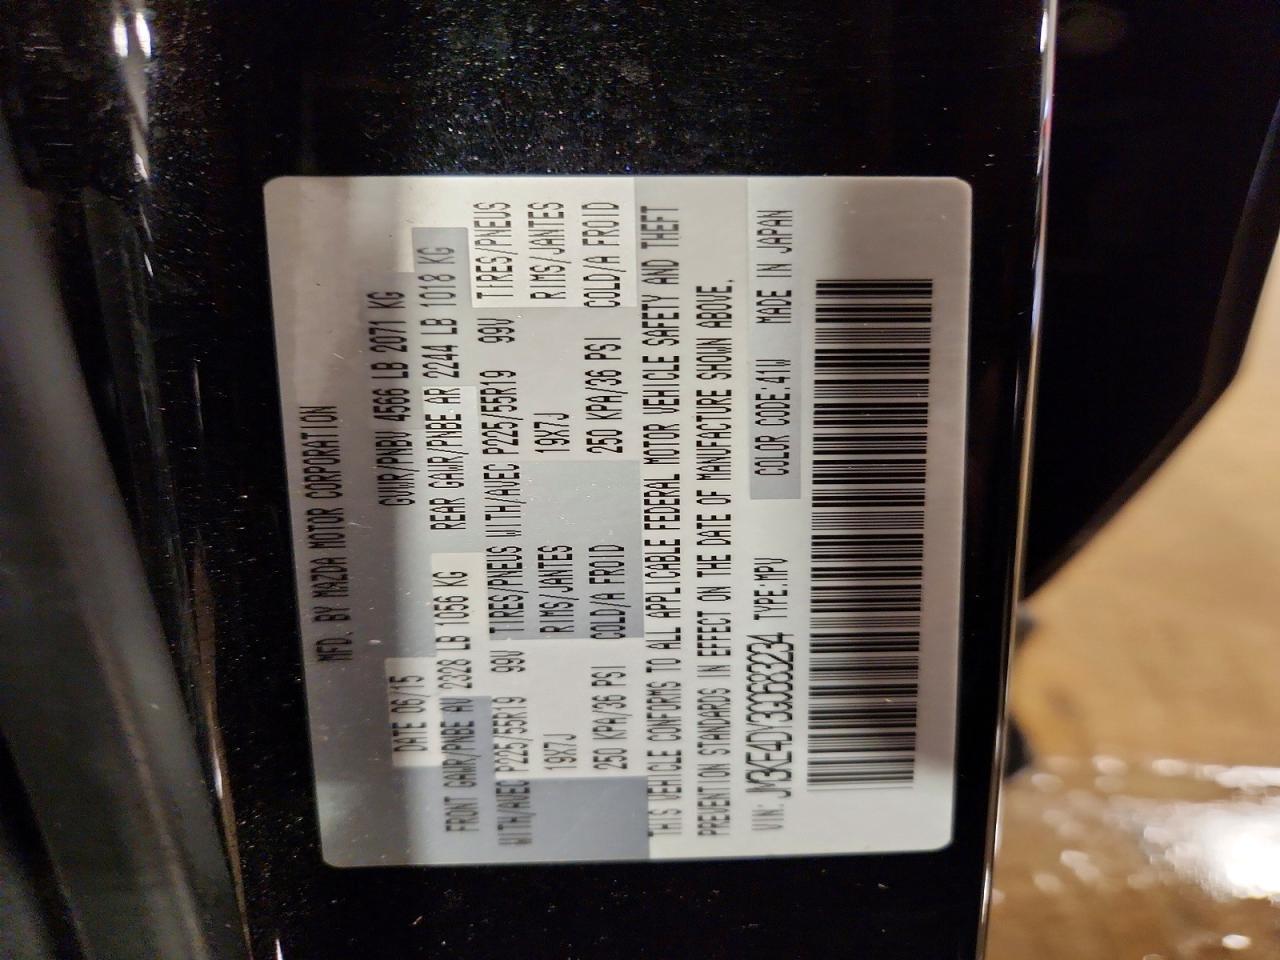 MFD. BY MAZDA MOTOR CORPORATION
DATE 06/15 GVWR/PNBV 4566 LB 2071 KG
FRONT GAWR/PNBE AV 2328 LB 1056 KG REAR GAWR/PNBE AR 2244 LB 1018 KG
WITH/AVEC P225/55R19 99V TIRES/PNEUS WITH/AVEC P225/55R19 99V TIRES/PNEUS
19X7J RIMS/JANTES 19X7J RIMS/JANTES
250 KPA/36 PSI COLD/A FROID 250 KPA/36 PSI COLD/A FROID
THIS VEHICLE CONFORMS TO ALL APPLICABLE FEDERAL MOTOR VEHICLE SAFETY AND THEFT
PREVENTION STANDARDS IN EFFECT ON THE DATE OF MANUFACTURE SHOWN ABOVE.
VIN: JM3KE4DY3G0683234 TYPE:MPV COLOR CODE:41W MADE IN JAPAN